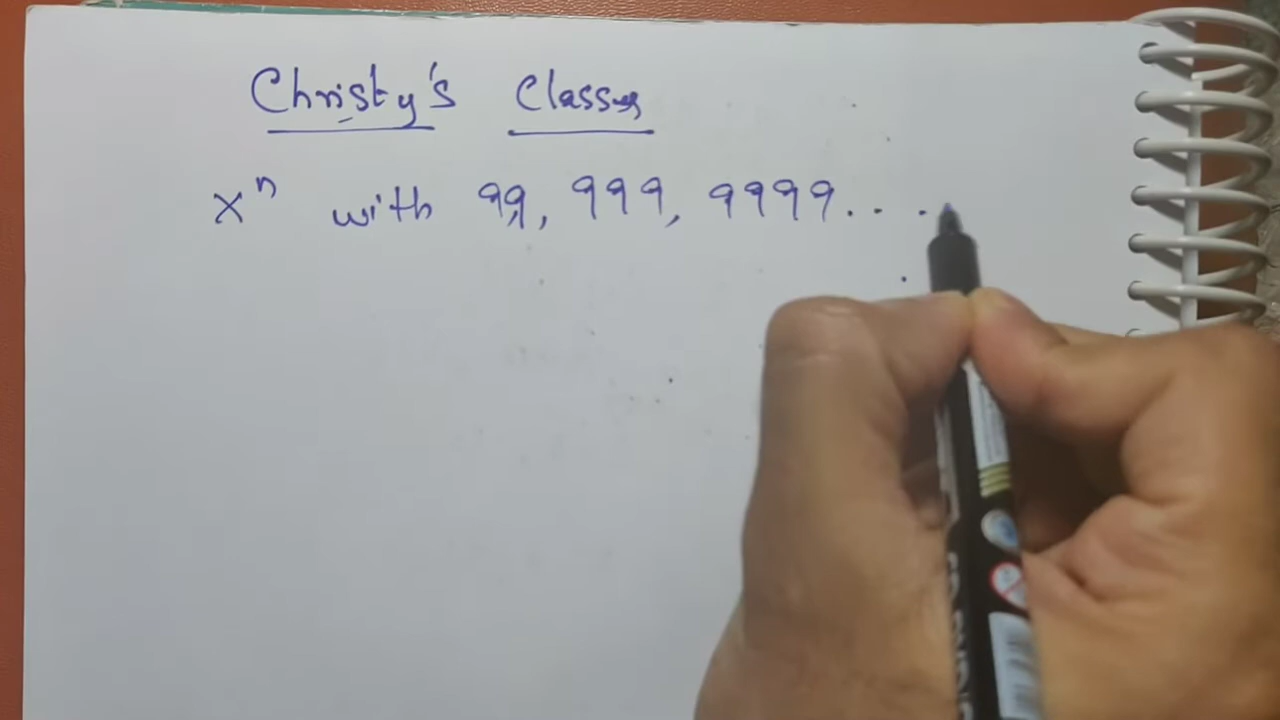 Christy's Classes
xⁿ with 99, 999, 9999....